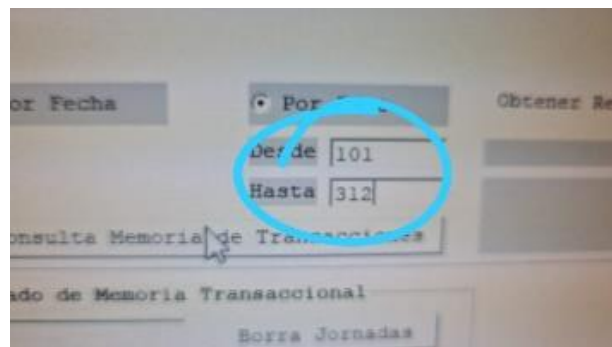 or Fecha
Por
Obtener Re
Desde 101
Hasta 312
onsulta Memoria de Transacciones
ado de Memoria Transaccional
Borra Jornadas